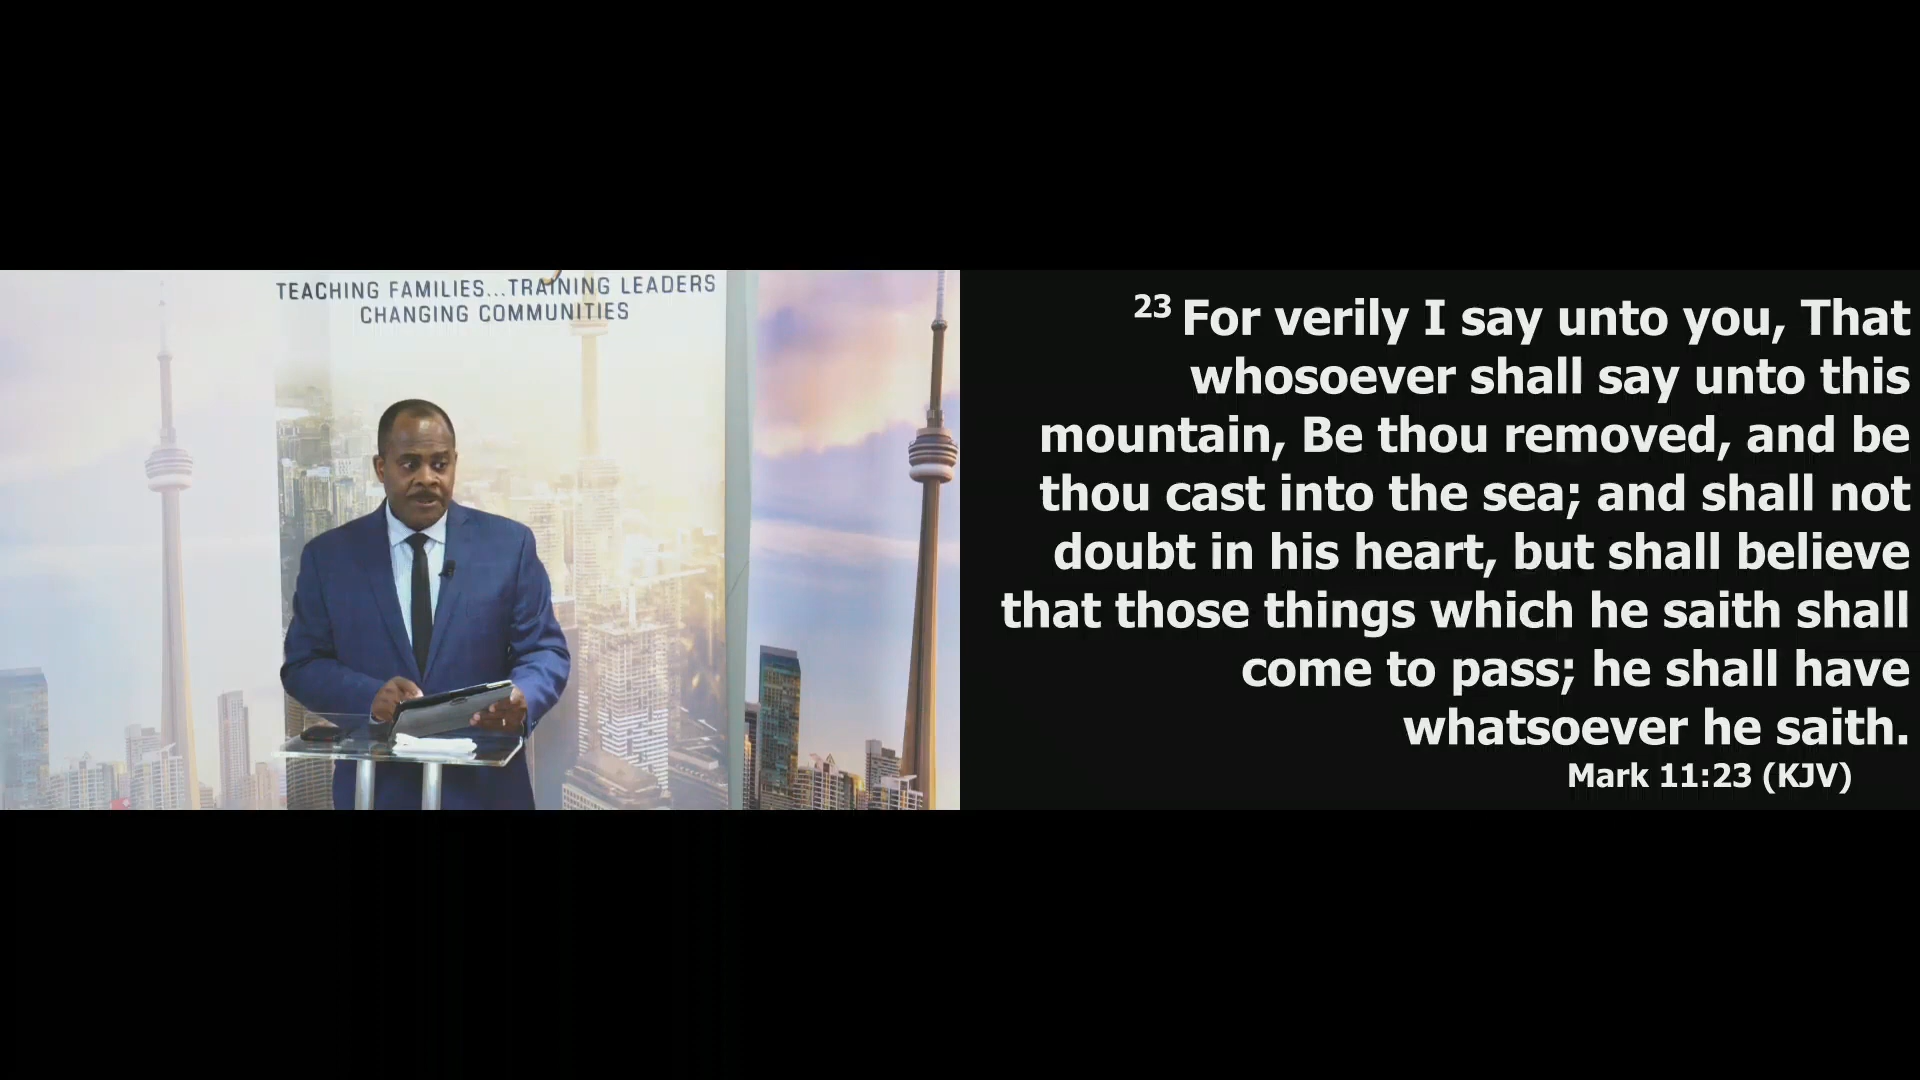 TEACHING FAMILIES...TRAINING LEADERS
CHANGING COMMUNITIES
23 For verily I say unto you, That
whosoever shall say unto this
mountain, Be thou removed, and be
thou cast into the sea; and shall not
doubt in his heart, but shall believe
that those things which he saith shall
come to pass; he shall have
whatsoever he saith.
Mark 11:23 (KJV)